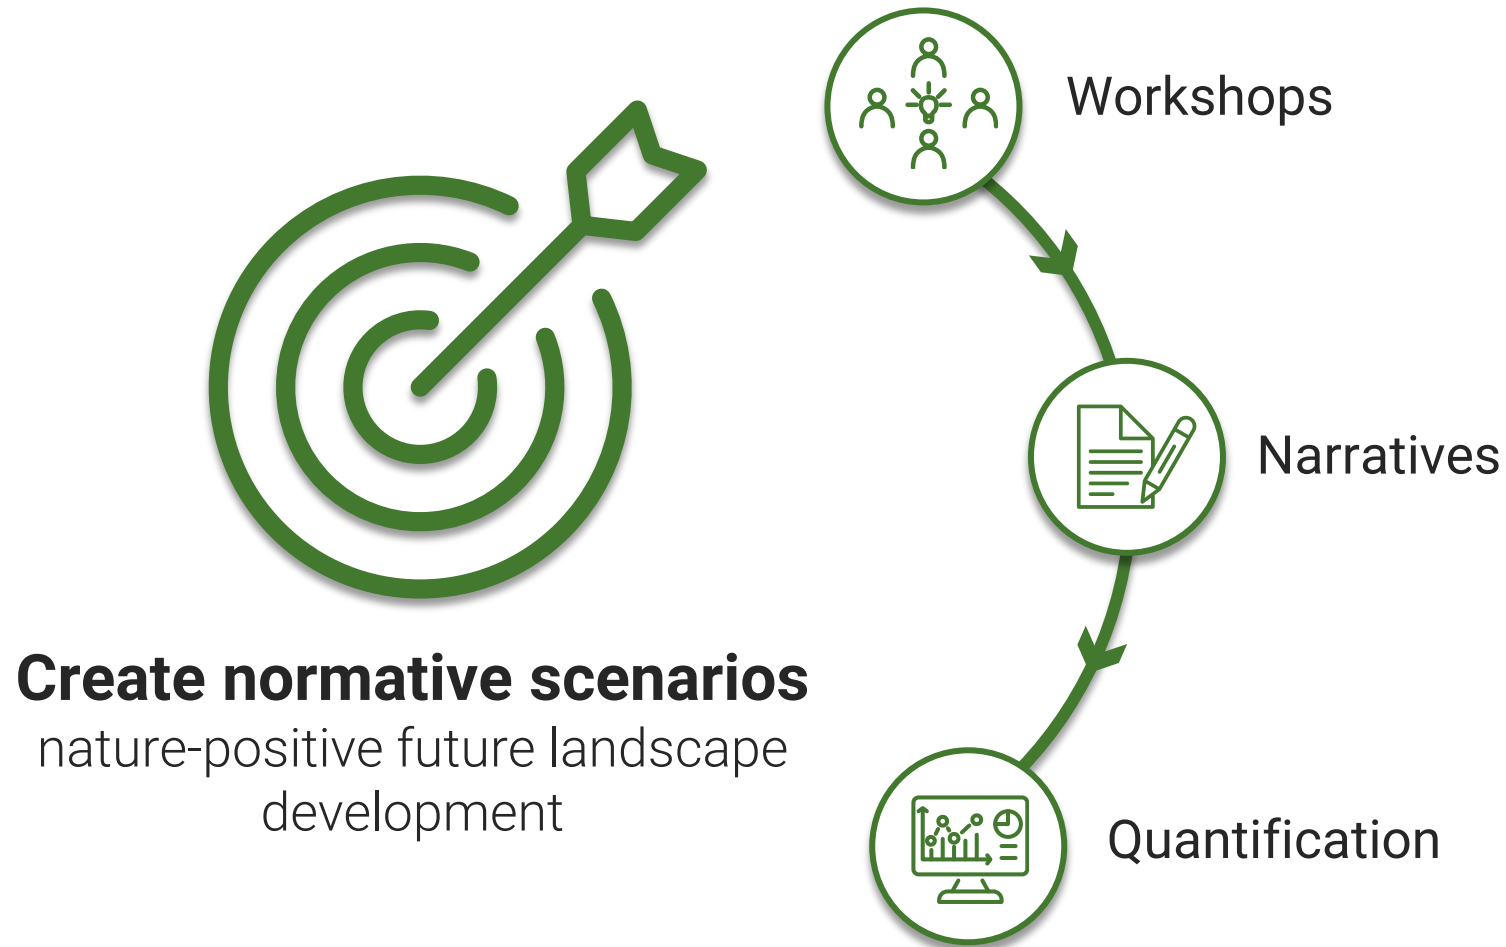 Workshops
Narratives
Create normative scenarios
nature-positive future landscape
development
Quantification